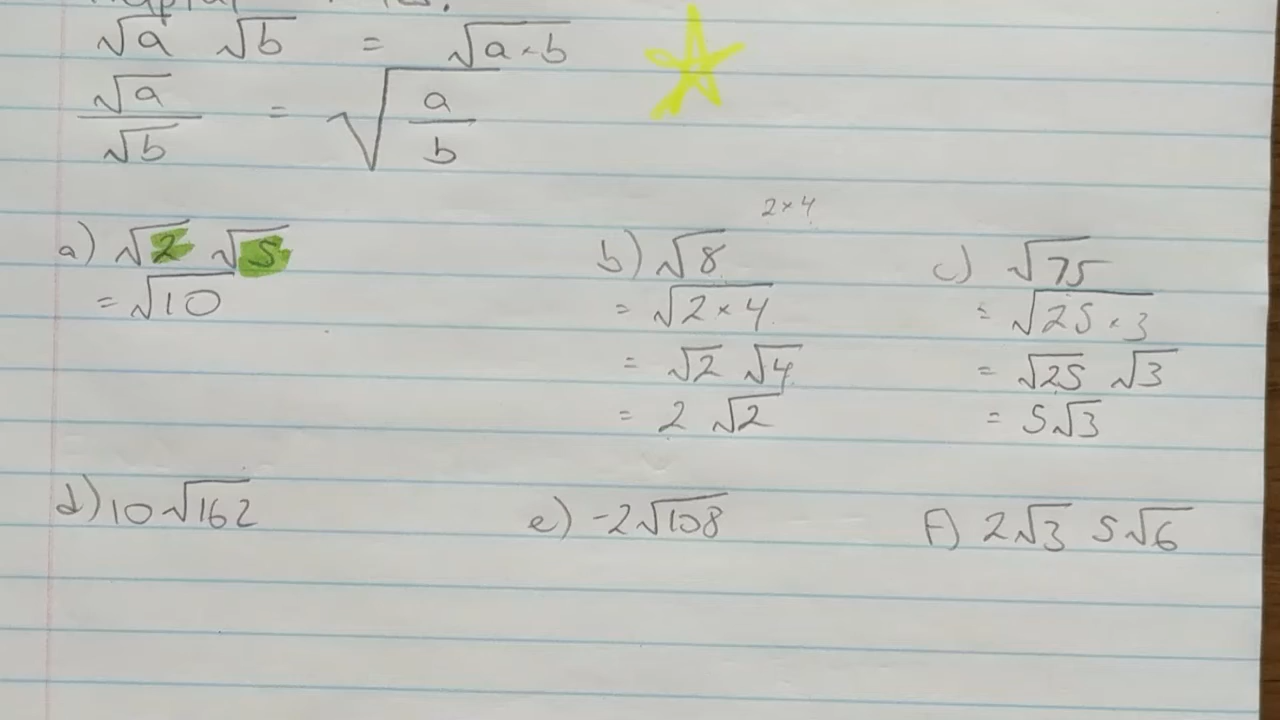 √a √b = √a×b
√a/√b = √a/b
2×4
a) √2 √5
= √10
b) √8
= √2×4
= √2 √4
= 2 √2
c) √75
= √25×3
= √25 √3
= 5√3
d) 10√162
e) -2√108
f) 2√3 5√6